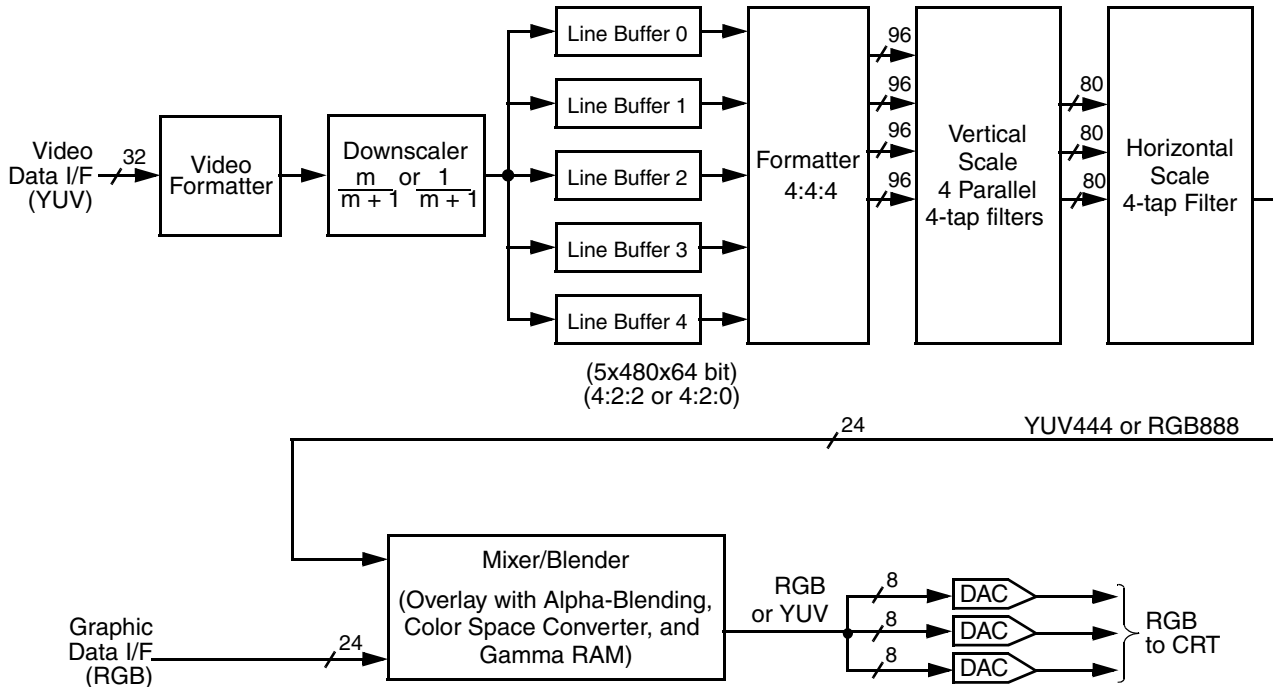 Video
Data I/F
(YUV)
32
Video
Formatter
Downscaler
m or 1
m + 1 m + 1
Line Buffer 0
Line Buffer 1
Line Buffer 2
Line Buffer 3
Line Buffer 4
(5x480x64 bit)
(4:2:2 or 4:2:0)
Formatter
4:4:4
96
96
96
96
Vertical
Scale
4 Parallel
4-tap filters
80
80
80
Horizontal
Scale
4-tap Filter
24
YUV444 or RGB888
Mixer/Blender
(Overlay with Alpha-Blending,
Color Space Converter, and
Gamma RAM)
Graphic
Data I/F
(RGB)
24
RGB
or YUV
8
8
8
DAC
DAC
DAC
RGB
to CRT